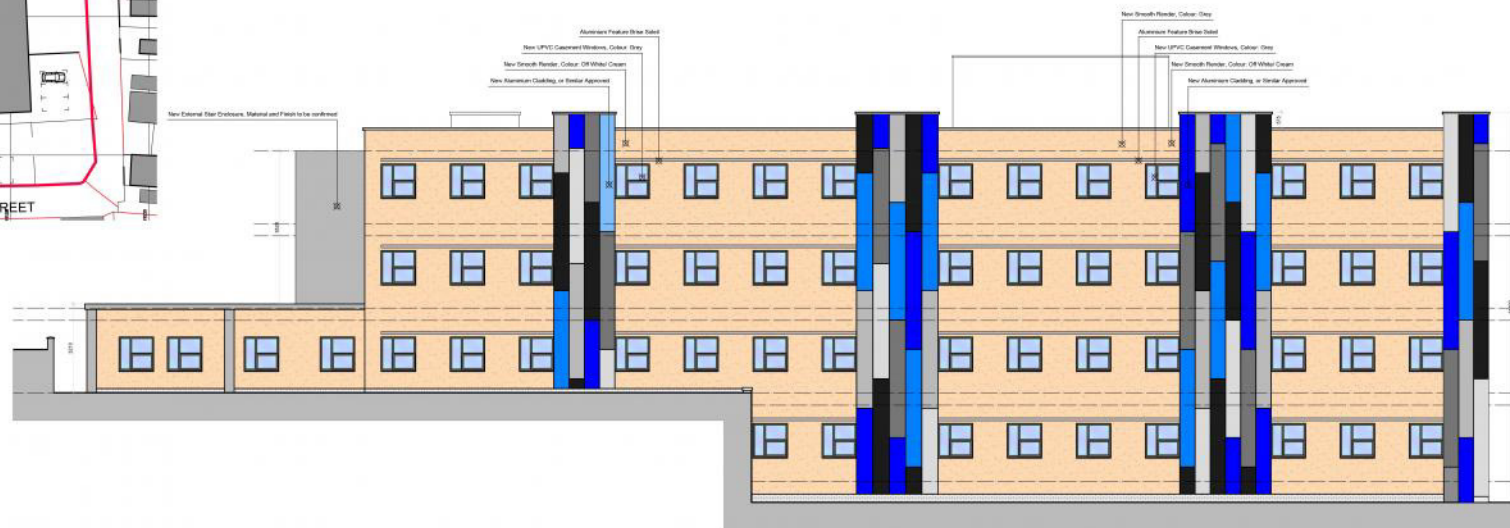 New Smooth Render, Colour: Grey
Aluminium Feature Brise Soleil
Aluminium Feature Brise Soleil
New UPVC Casement Windows, Colour: Grey
New UPVC Casement Windows, Colour: Grey
New Smooth Render, Colour: Off White/ Cream
New Smooth Render, Colour: Off White/ Cream
New Aluminium Cladding, or Similar Approved
New Aluminium Cladding, or Similar Approved
New External Stair Enclosure, Material and Finish to be confirmed
REET